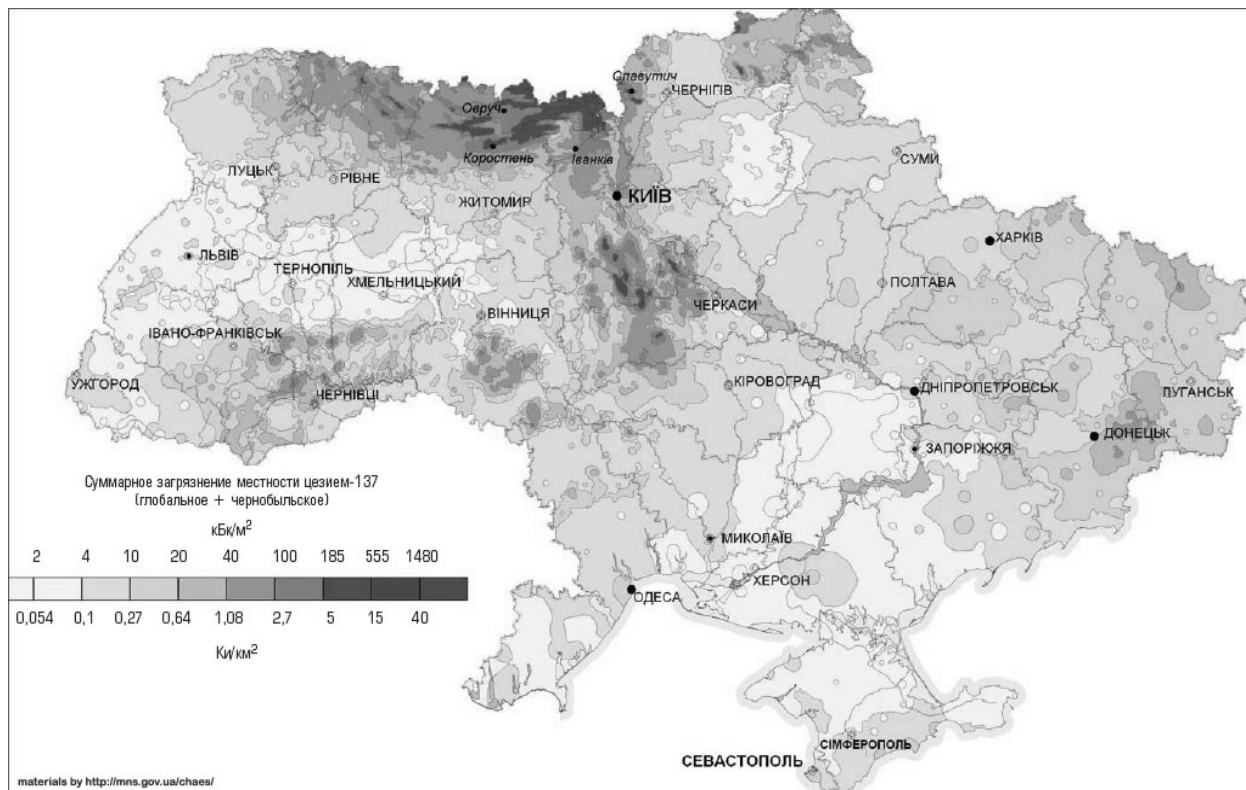 Славутич
ЧЕРНІГІВ
Овруч
Коростень
Іванків
СУМИ
ЛУЦЬК
РІВНЕ
КИЇВ
ЖИТОМИР
ХАРКІВ
ЛЬВІВ
ТЕРНОПІЛЬ
ХМЕЛЬНИЦЬКИЙ
ПОЛТАВА
ЧЕРКАСИ
ВІННИЦЯ
ІВАНО-ФРАНКІВСЬК
УЖГОРОД
ЧЕРНІВЦІ
КІРОВОГРАД
ДНІПРОПЕТРОВСЬК
ЛУГАНСЬК
ДОНЕЦЬК
ЗАПОРІЖЖЯ
Суммарное загрязнение местности цезием-137
(глобальное + чернобыльское)
кБк/м²
2 4 10 20 40 100 185 555 1480
0,054 0,1 0,27 0,64 1,08 2,7 5 15 40
Ки/км²
МИКОЛАЇВ
ХЕРСОН
ОДЕСА
СІМФЕРОПОЛЬ
СЕВАСТОПОЛЬ
materials by http://mns.gov.ua/chaes/